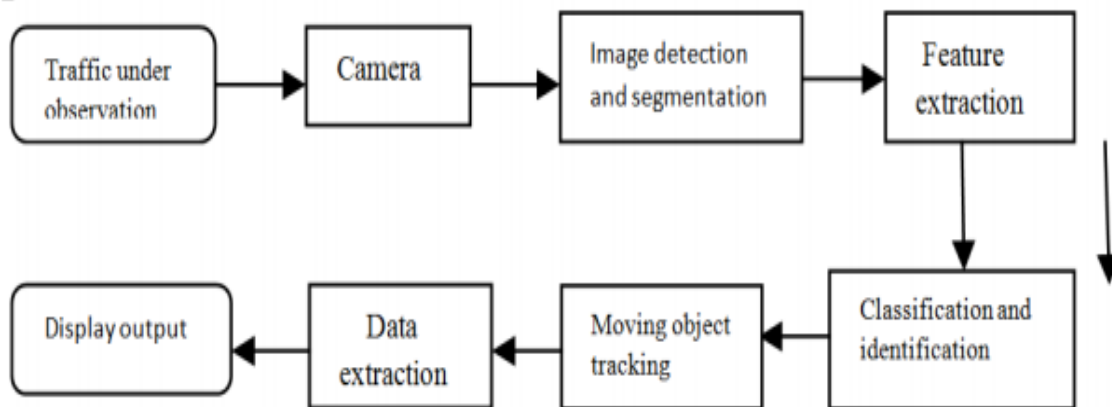 Traffic under
observation
Camera
Image detection
and segmentation
Feature
extraction
Classification and
identification
Moving object
tracking
Data
extraction
Display output